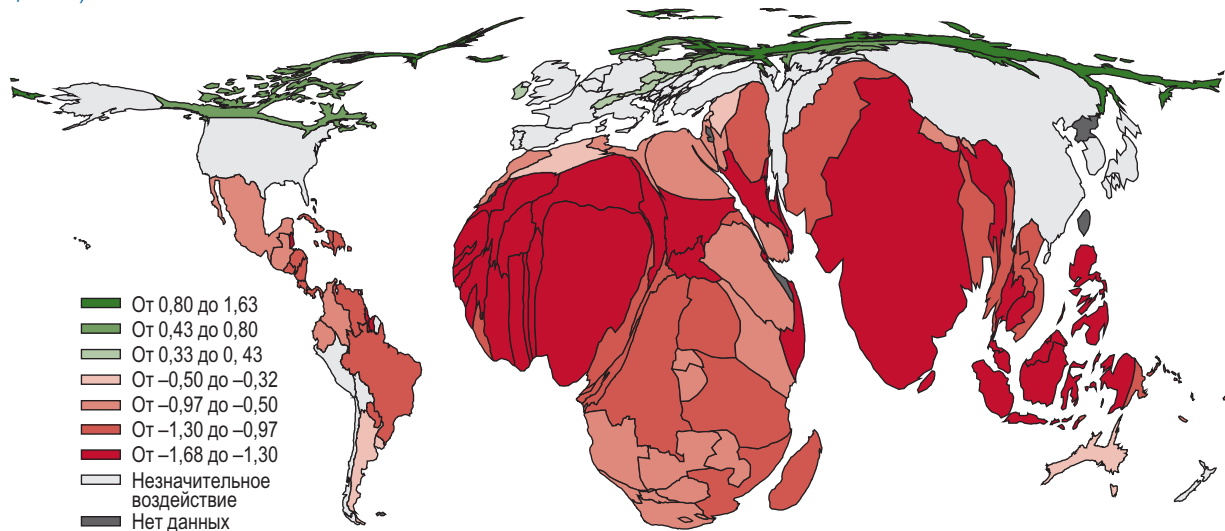 От 0,80 до 1,63
От 0,43 до 0,80
От 0,33 до 0, 43
От –0,50 до –0,32
От –0,97 до –0,50
От –1,30 до –0,97
От –1,68 до –1,30
Незначительное
воздействие
Нет данных